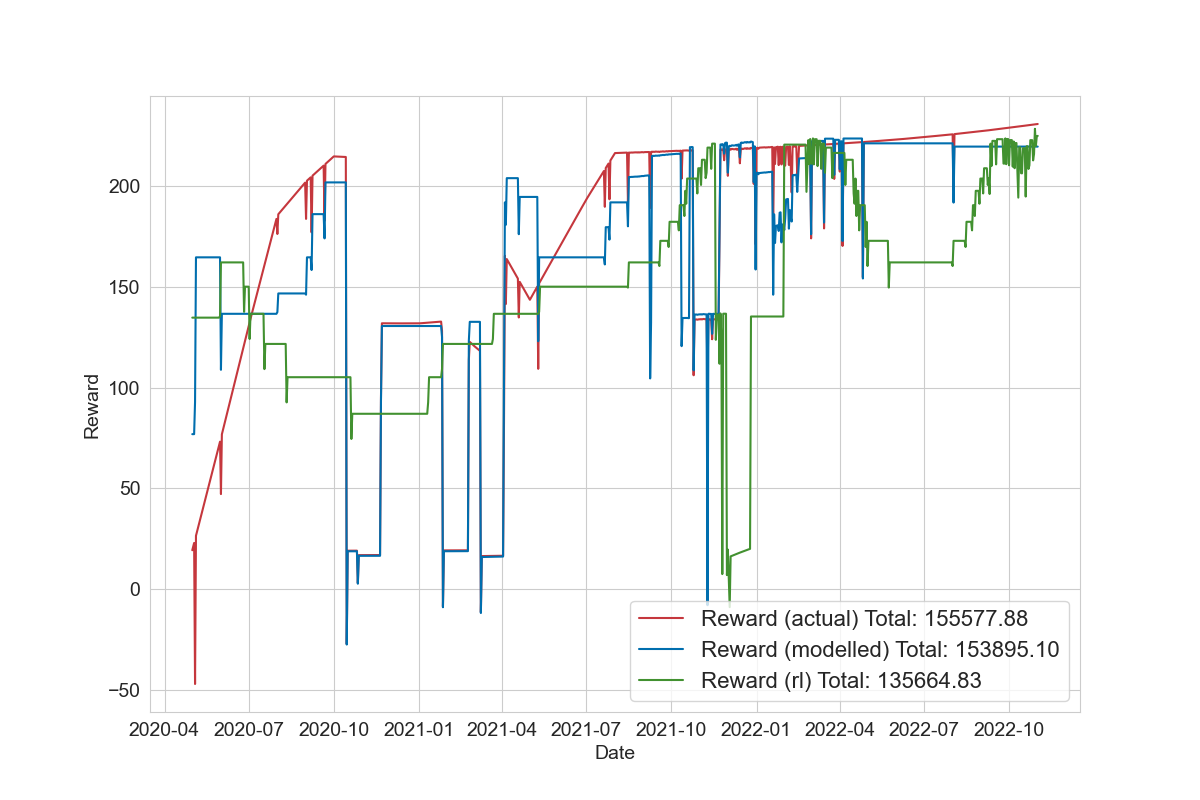 Reward
200
150
100
50
0
−50
2020-04 2020-07 2020-10 2021-01 2021-04 2021-07 2021-10 2022-01 2022-04 2022-07 2022-10
Date
Reward (actual) Total: 155577.88
Reward (modelled) Total: 153895.10
Reward (rl) Total: 135664.83